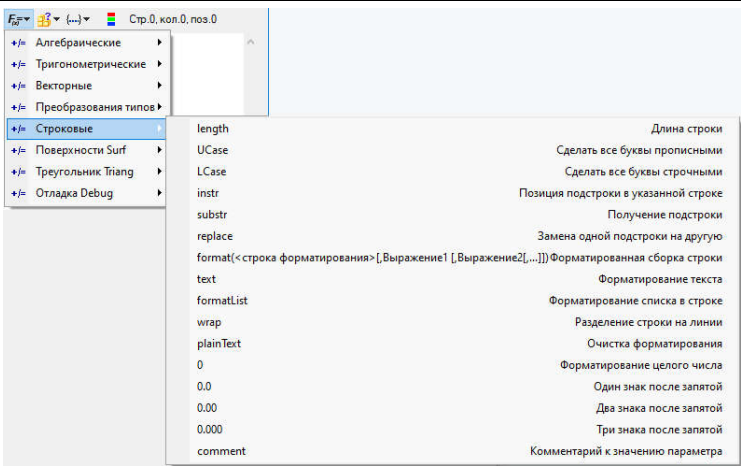 F(x) {...} Стр.0, кол.0, поз.0
+/= Алгебраические
+/= Тригонометрические
+/= Векторные
+/= Преобразования типов
+/= Строковые
+/= Поверхности Surf
+/= Треугольник Triang
+/= Отладка Debug
length Длина строки
UCase Сделать все буквы прописными
LCase Сделать все буквы строчными
instr Позиция подстроки в указанной строке
substr Получение подстроки
replace Замена одной подстроки на другую
format(<строка форматирования>[,Выражение1 [,Выражение2[,...]]) Форматированная сборка строки
text Форматирование текста
formatList Форматирование списка в строке
wrap Разделение строки на линии
plainText Очистка форматирования
0 Форматирование целого числа
0.0 Один знак после запятой
0.00 Два знака после запятой
0.000 Три знака после запятой
comment Комментарий к значению параметра